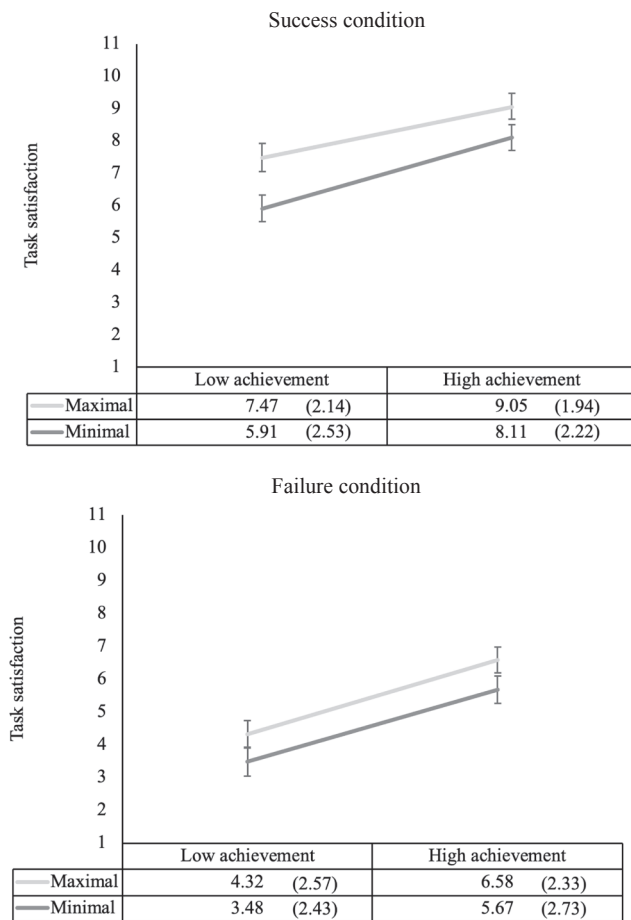 Success condition
11
10
9
8
7
6
5
4
3
2
1
Task satisfaction
Low achievement High achievement
Maximal 7.47 (2.14) 9.05 (1.94)
Minimal 5.91 (2.53) 8.11 (2.22)
Failure condition
11
10
9
8
7
6
5
4
3
2
1
Task satisfaction
Low achievement High achievement
Maximal 4.32 (2.57) 6.58 (2.33)
Minimal 3.48 (2.43) 5.67 (2.73)